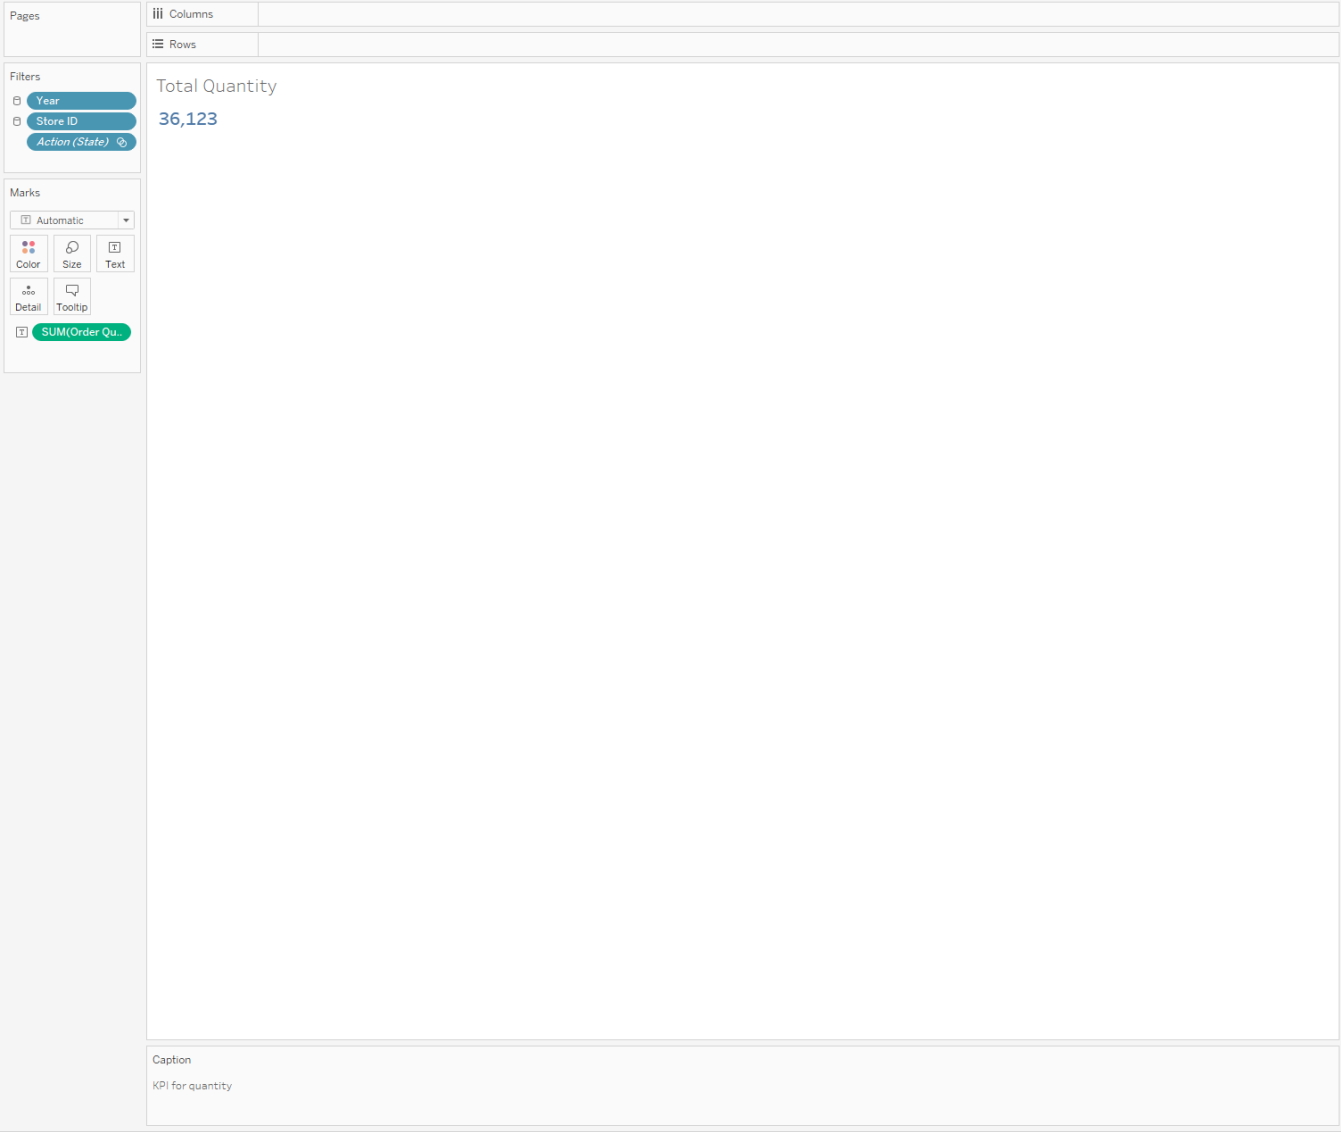 Pages
Columns
Rows
Filters
Year
Store ID
Action (State)
Marks
Automatic
Color
Size
Text
Detail
Tooltip
SUM(Order Qu..
Total Quantity
36,123
Caption
KPI for quantity